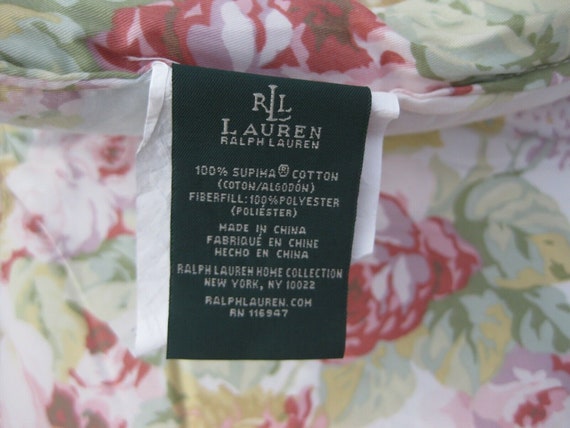 RLL
LAUREN
RALPH LAUREN
100% SUPIMA® COTTON
(COTON/ALGODÓN)
FIBERFILL: 100% POLYESTER
(POLIÉSTER)
MADE IN CHINA
FABRIQUÉ EN CHINE
HECHO EN CHINA
RALPH LAUREN HOME COLLECTION
NEW YORK, NY 10022
RALPHLAUREN.COM
RN 116947